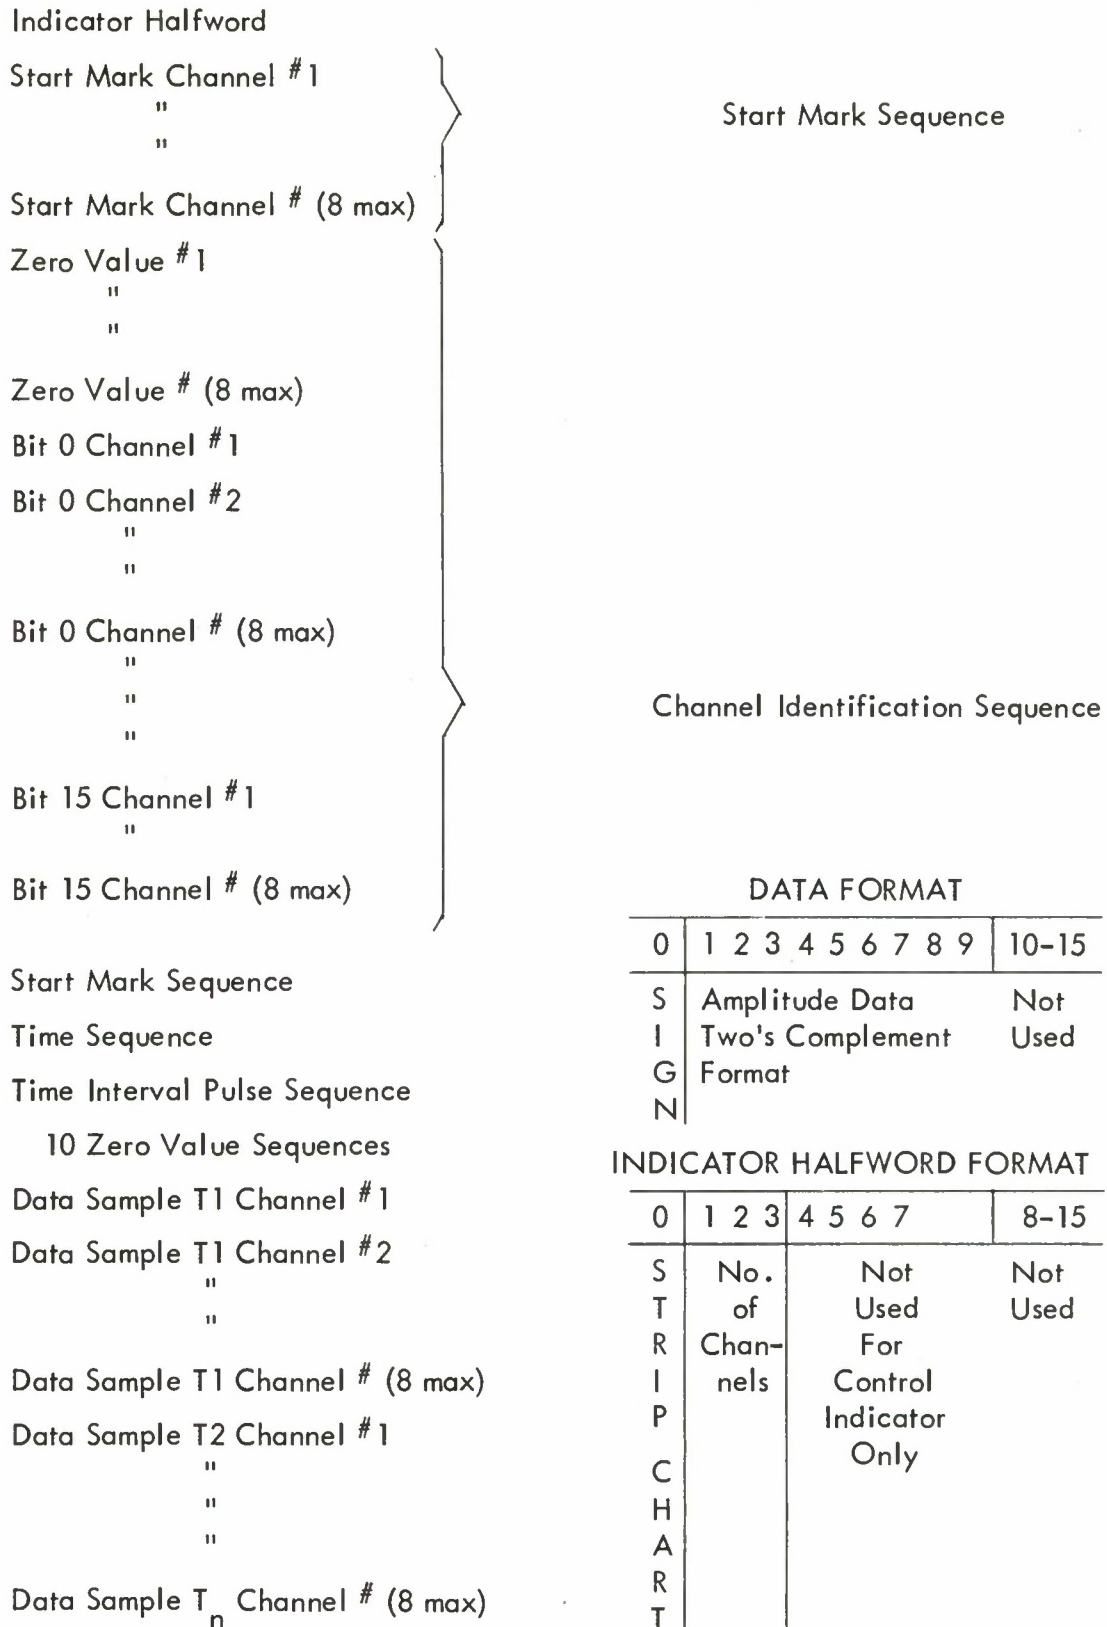 Indicator Halfword
Start Mark Channel #1
"
"
Start Mark Channel # (8 max)
Start Mark Sequence
Zero Value #1
"
"
Zero Value # (8 max)
Bit 0 Channel #1
Bit 0 Channel #2
"
"
Bit 0 Channel # (8 max)
"
"
"
Bit 15 Channel #1
"
Bit 15 Channel # (8 max)
Channel Identification Sequence
Start Mark Sequence
Time Sequence
Time Interval Pulse Sequence
10 Zero Value Sequences
Data Sample T1 Channel #1
Data Sample T1 Channel #2
"
"
Data Sample T1 Channel # (8 max)
Data Sample T2 Channel #1
"
"
"
Data Sample Tn Channel # (8 max)
DATA FORMAT
0 1 2 3 4 5 6 7 8 9 10-15
S Amplitude Data Not
I Two's Complement Used
G Format
N
INDICATOR HALFWORD FORMAT
0 1 2 3 4 5 6 7 8-15
S No. Not Not
T of Used Used
R Chan- For
I nels Control
P Indicator
Only
C
H
A
R
T